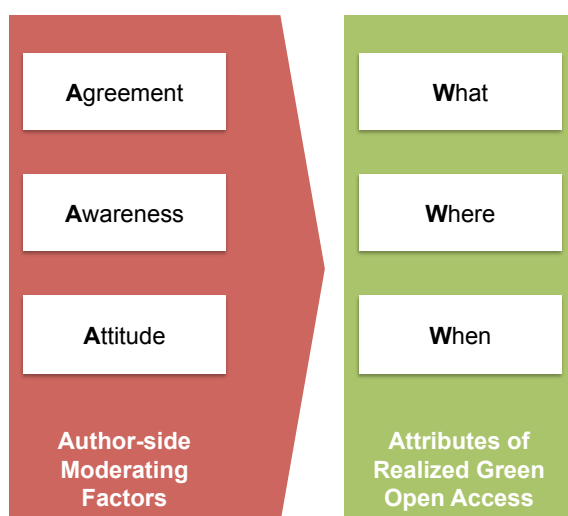 Agreement
Awareness
Attitude
Author-side
Moderating
Factors
What
Where
When
Attributes of
Realized Green
Open Access